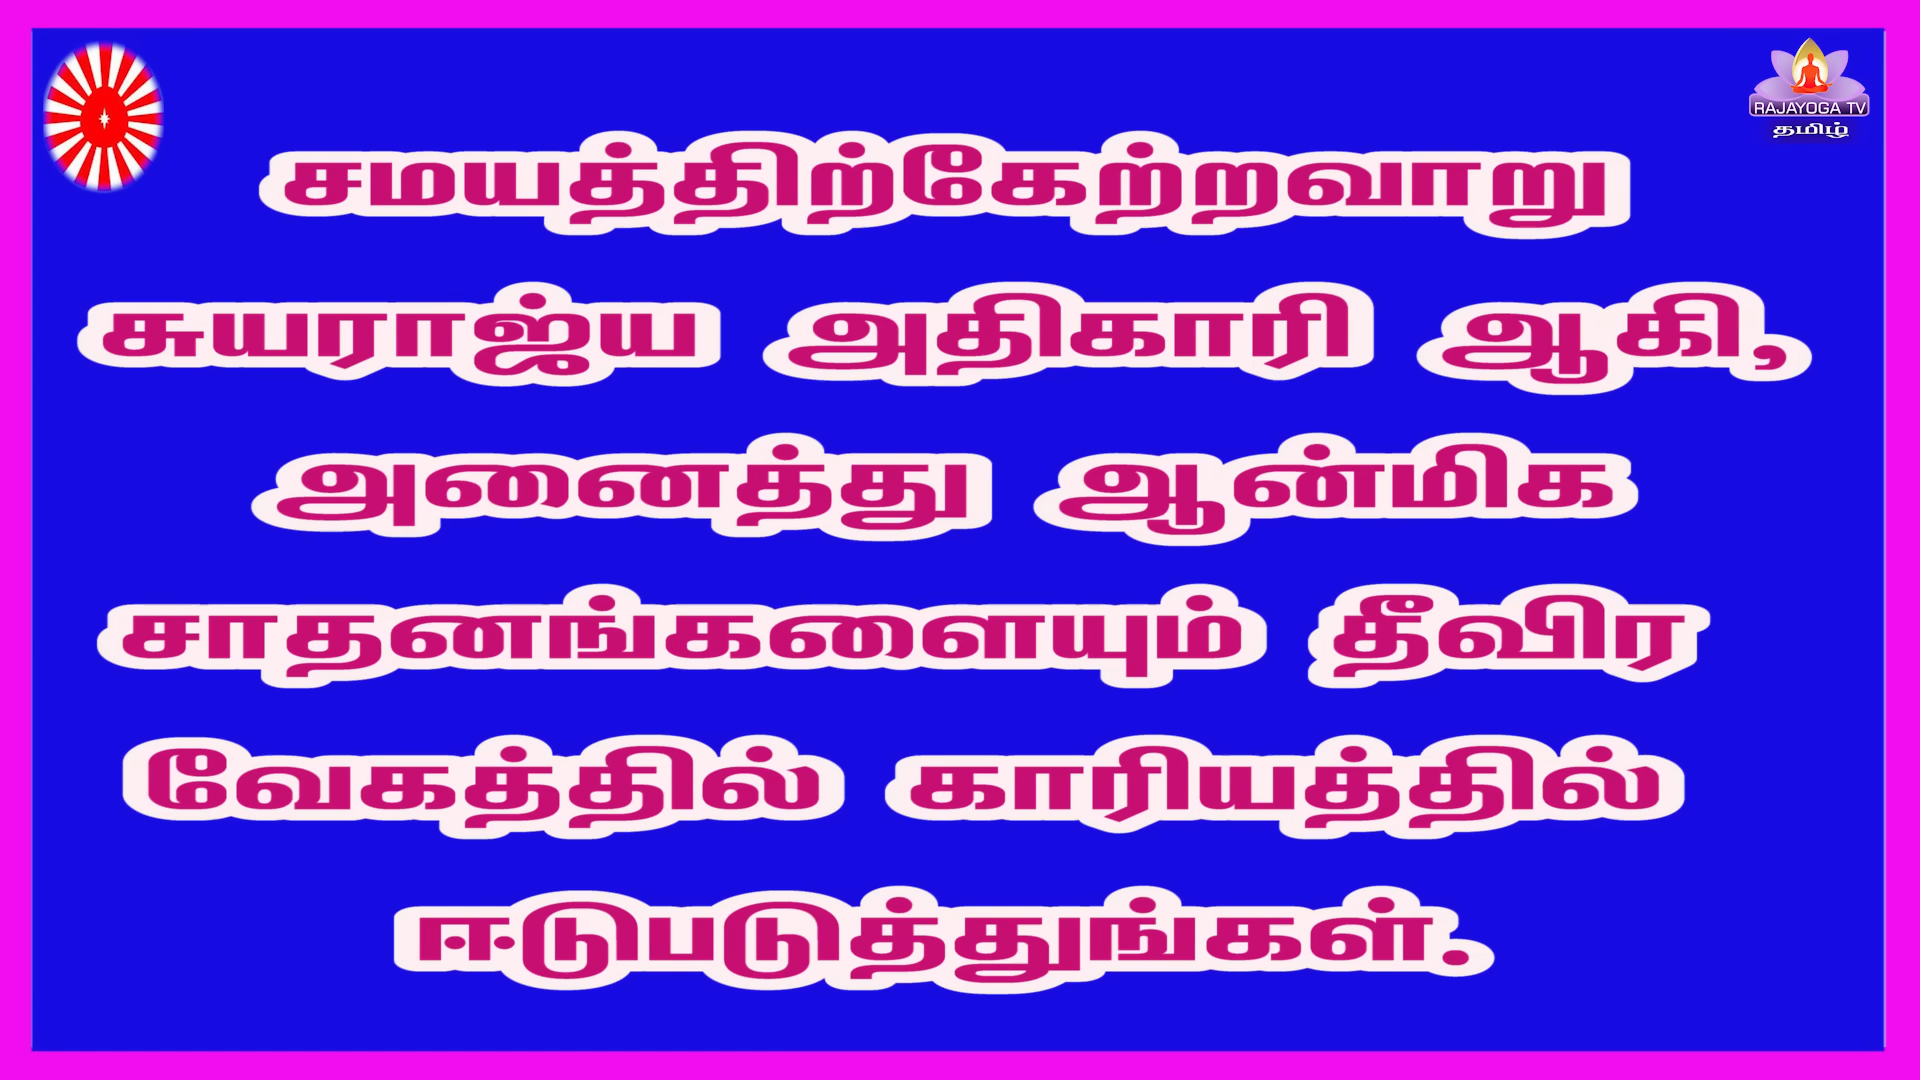 RAJAYOGA TV
தமிழ்
சமயத்திற்கேற்றவாறு
சுயராஜ்ய அதிகாரி ஆகி,
அனைத்து ஆன்மிக
சாதனங்களையும் தீவிர
வேகத்தில் காரியத்தில்
ஈடுபடுத்துங்கள்.